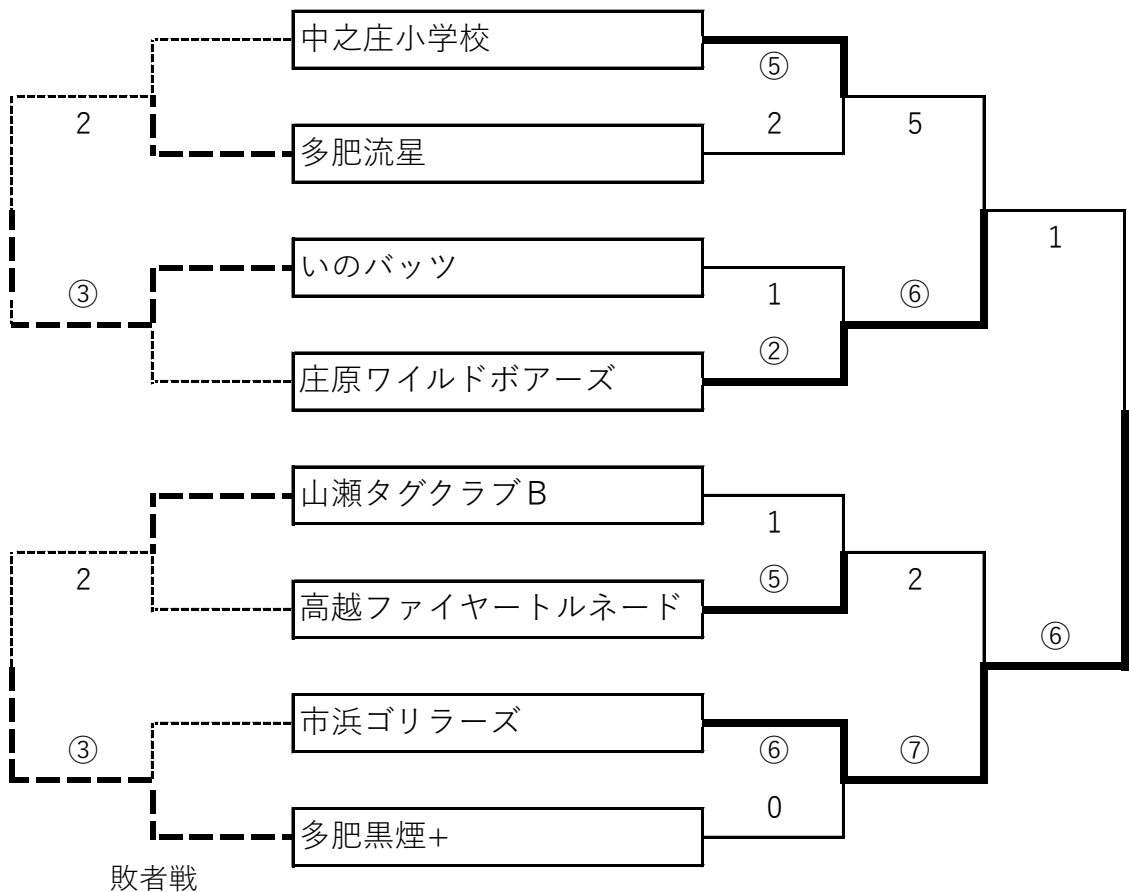 中之庄小学校
⑤
2
5
2
多肥流星
いのバッツ
1
1
③
⑥
②
庄原ワイルドボアーズ
山瀬タグクラブB
1
2
⑤
2
高越ファイヤートルネード
⑥
市浜ゴリラーズ
③
⑥
⑦
0
多肥黒煙+
敗者戦